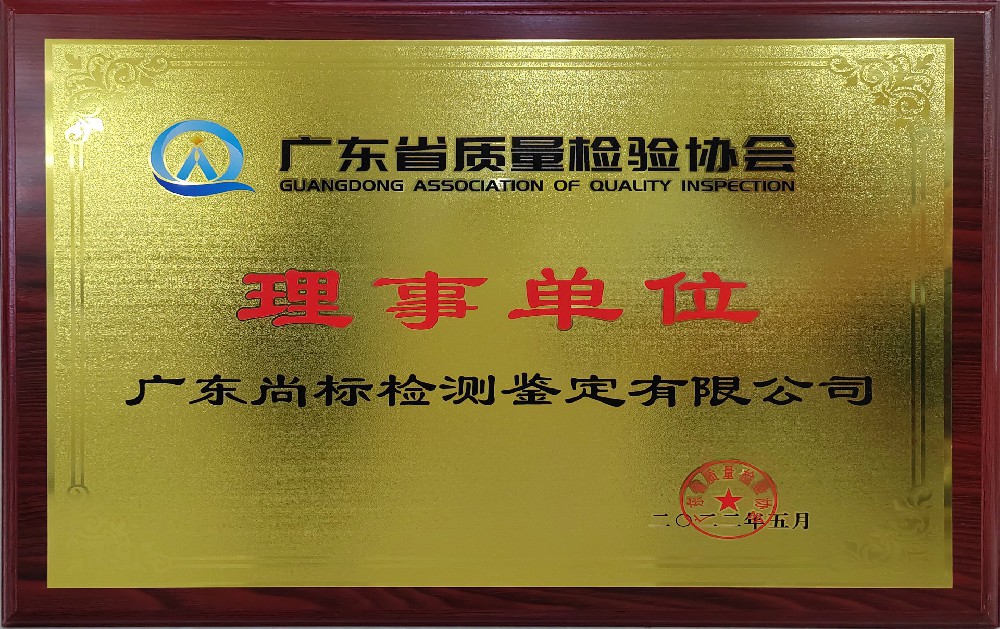 广东省质量检验协会
GUANGDONG ASSOCIATION OF QUALITY INSPECTION
理事单位
广东尚标检测鉴定有限公司
二〇二二年五月